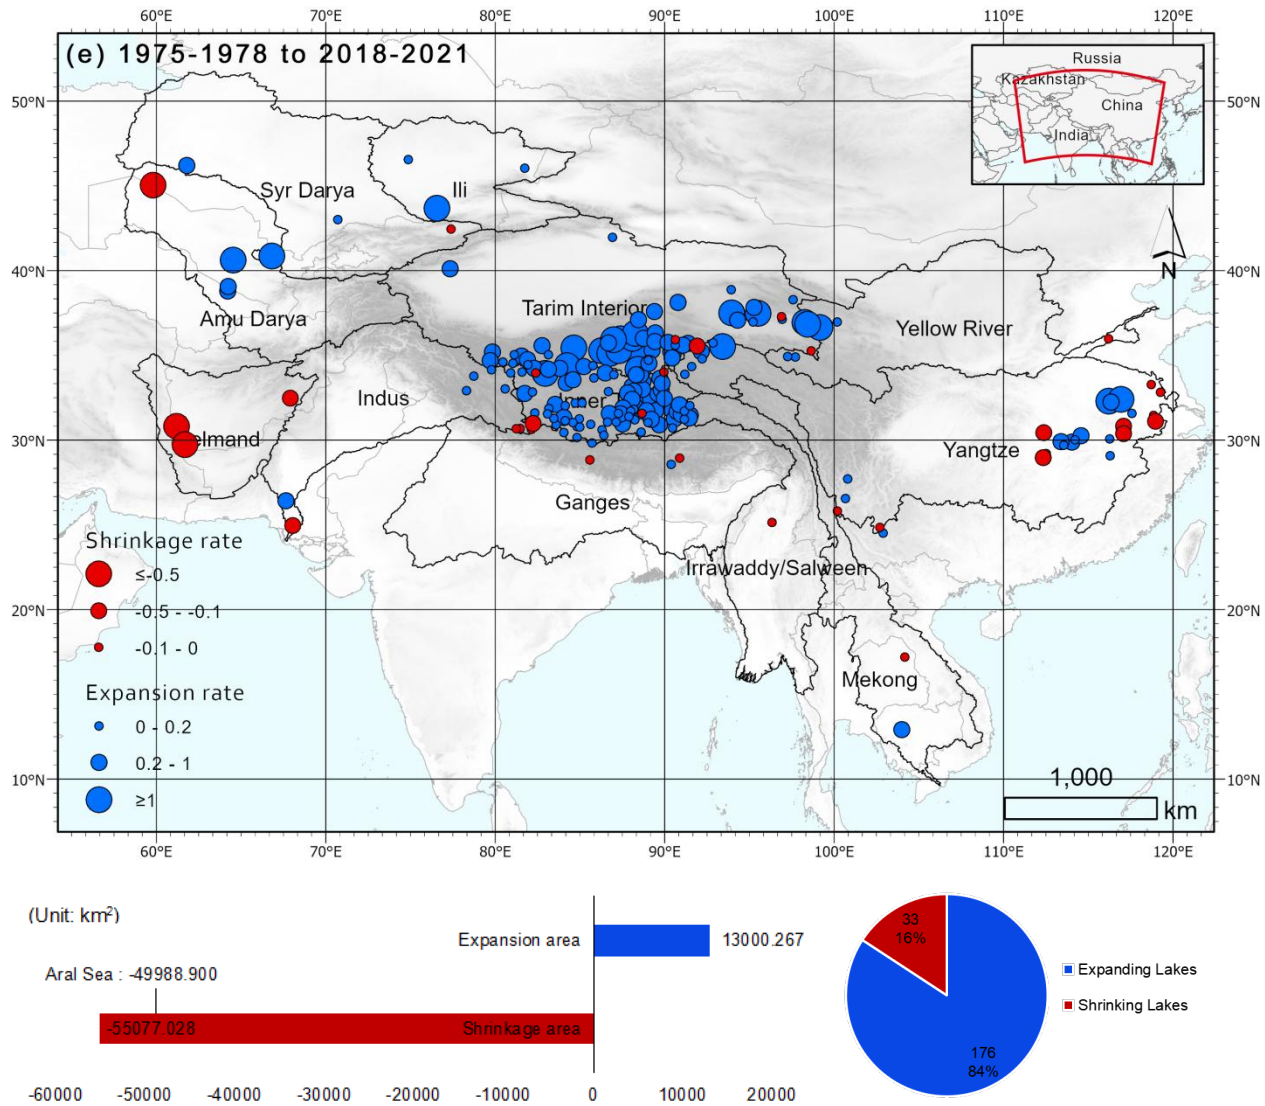 60°E 70°E 80°E 90°E 100°E 110°E 120°E
(e) 1975-1978 to 2018-2021
Russia
Kazakhstan
China
India
50°N 50°N
Syr Darya
Ili
N
40°N 40°N
Tarim Interior
Amu Darya
Yellow River
Indus
Inner
elmand
30°N 30°N
Yangtze
Ganges
Shrinkage rate
Irrawaddy/Salween
≤-0.5
-0.5 - -0.1
20°N 20°N
-0.1 - 0
Mekong
Expansion rate
0 - 0.2
0.2 - 1
10°N 10°N
1,000
≥1
km
60°E 70°E 80°E 90°E 100°E 110°E 120°E
(Unit: km²)
Expansion area
13000.267
Aral Sea : -49988.900
-55077.028
Shrinkage area
-60000 -50000 -40000 -30000 -20000 -10000 0 10000 20000
33
16%
Expanding Lakes
Shrinking Lakes
176
84%